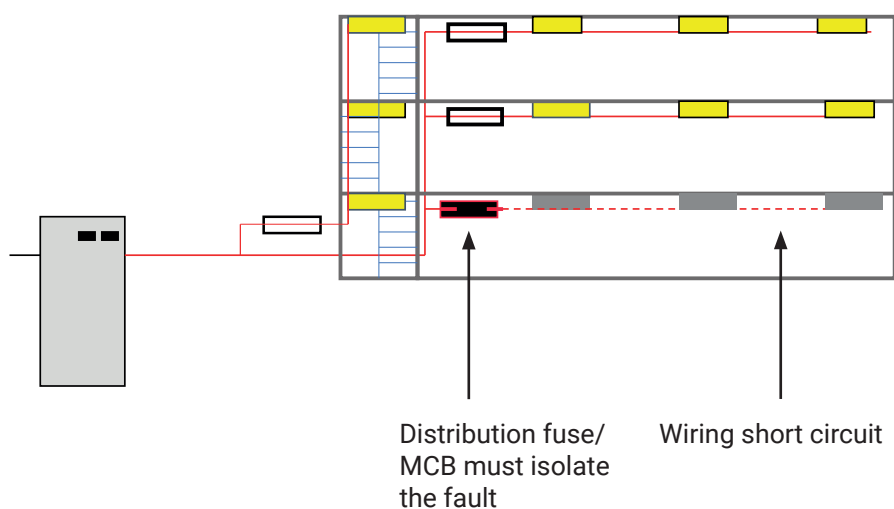 Distribution fuse/
MCB must isolate
the fault
Wiring short circuit